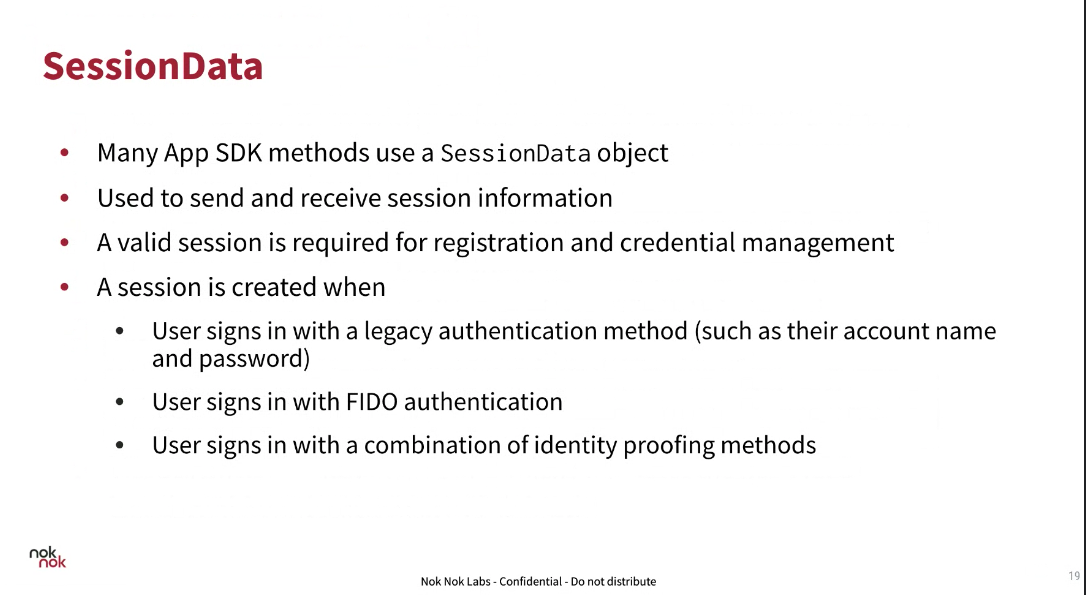 SessionData
• Many App SDK methods use a SessionData object
• Used to send and receive session information
• A valid session is required for registration and credential management
• A session is created when
• User signs in with a legacy authentication method (such as their account name
and password)
• User signs in with FIDO authentication
• User signs in with a combination of identity proofing methods
nok
nok
Nok Nok Labs - Confidential - Do not distribute
19